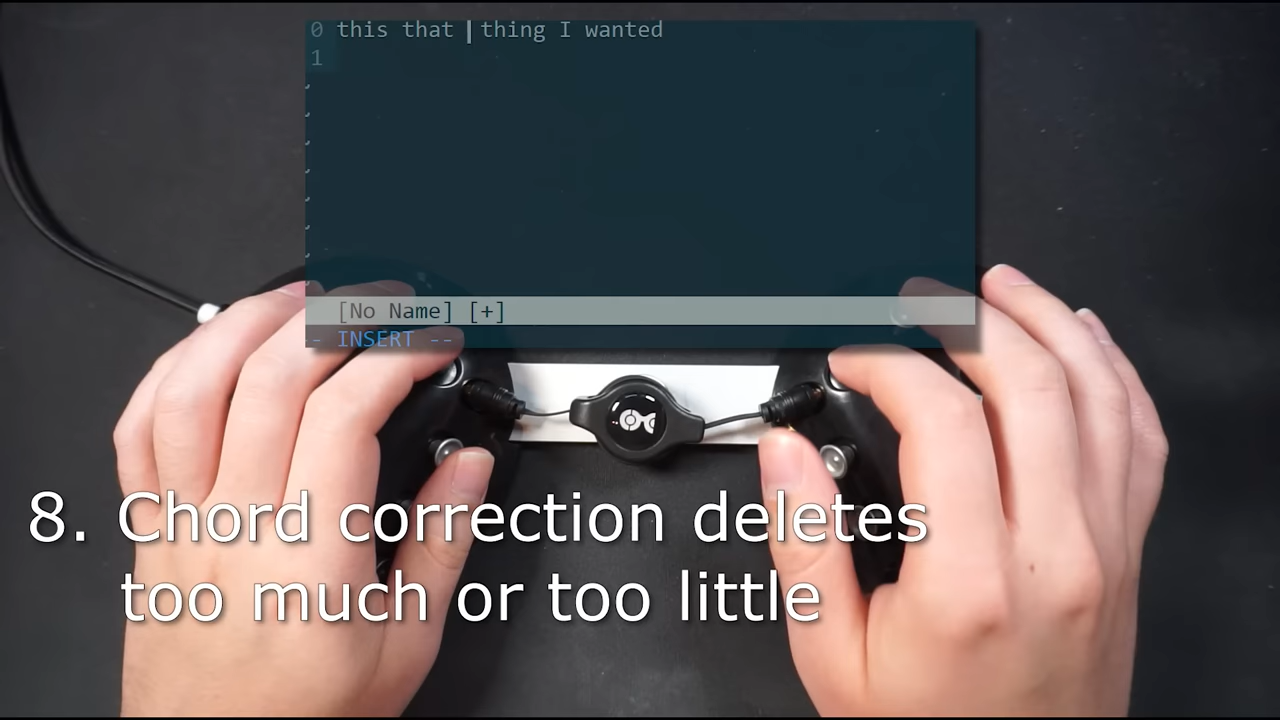 0 this that thing I wanted
1
[No Name] [+]
-- INSERT --
8. Chord correction deletes
too much or too little